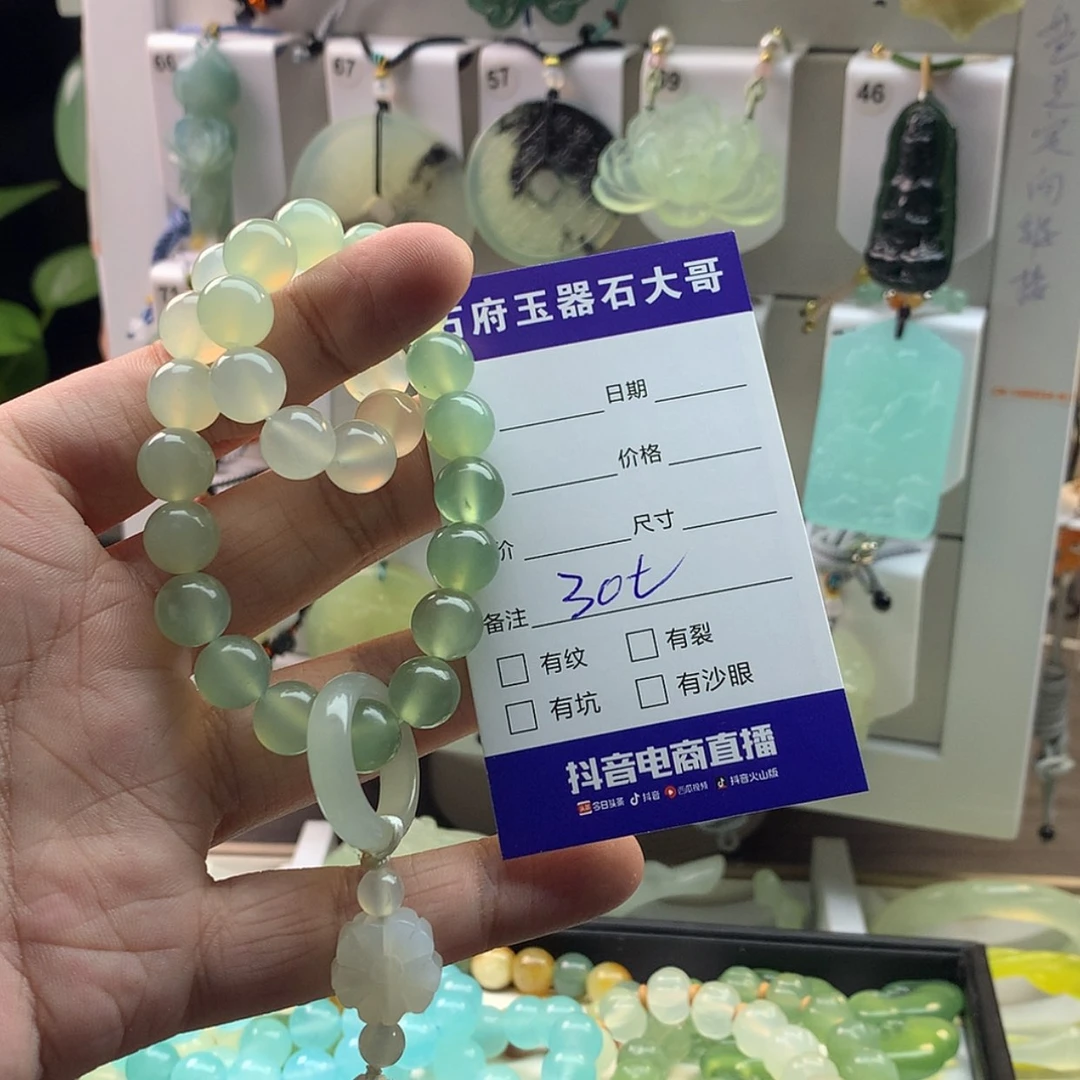 66
67
57
46
府玉器石大哥
日期
价格
价
尺寸
备注 30t
有纹
有裂
有坑
有沙眼
抖音电商直播
今日头条 抖音 西瓜视频 抖音火山版